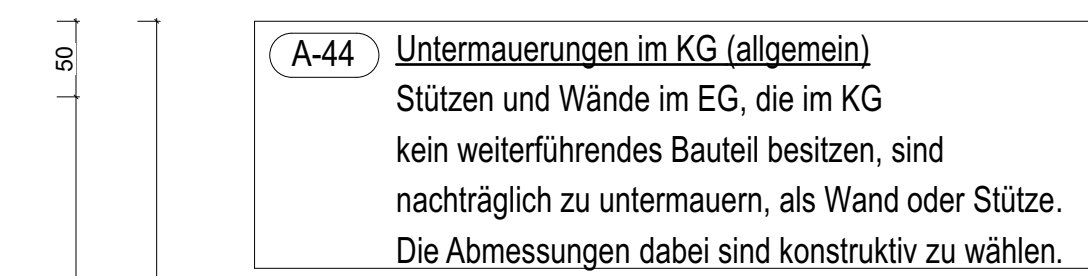 50
A-44 Untermauerungen im KG (allgemein)
Stützen und Wände im EG, die im KG
kein weiterführendes Bauteil besitzen, sind
nachträglich zu untermauern, als Wand oder Stütze.
Die Abmessungen dabei sind konstruktiv zu wählen.